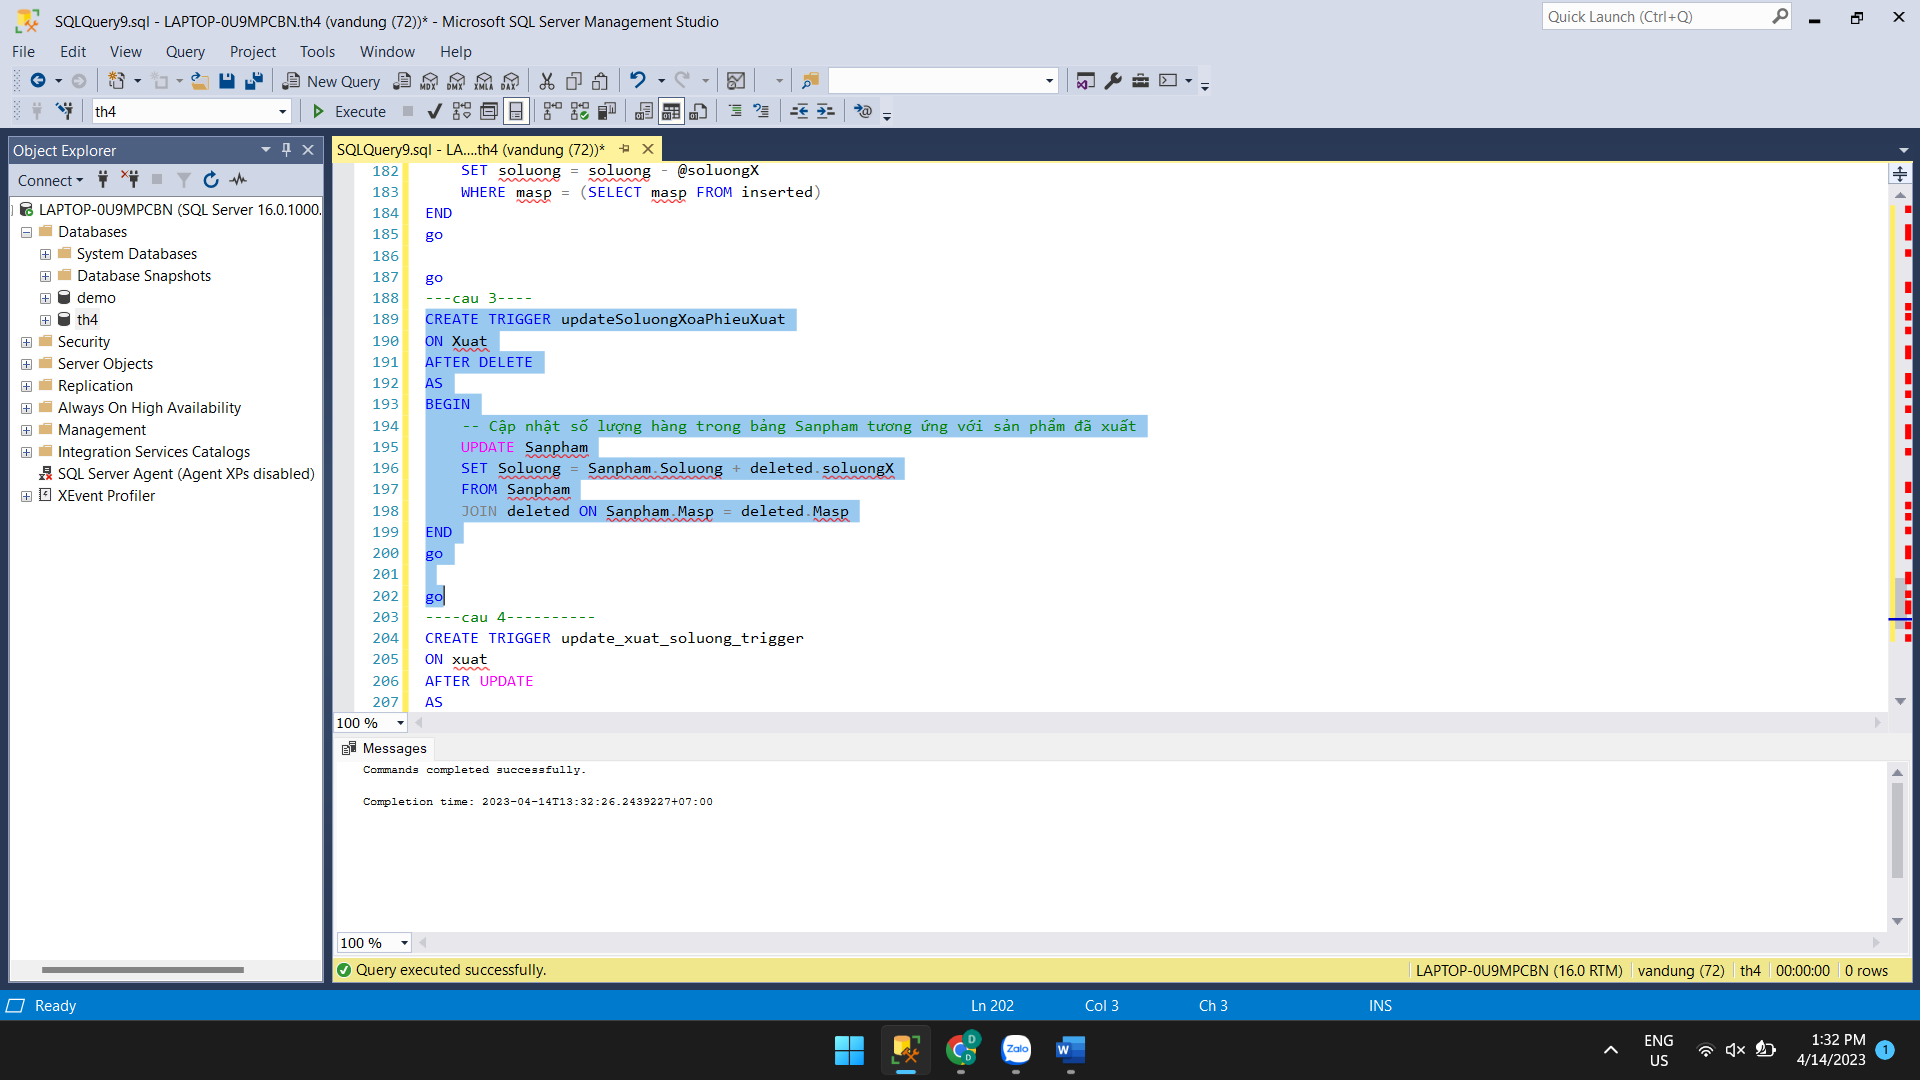 SQLQuery9.sql - LAPTOP-0U9MPCBN.th4 (vandung (72))* - Microsoft SQL Server Management Studio
Quick Launch (Ctrl+Q)
File Edit View Query Project Tools Window Help
New Query
MDX DMX XMLA DAX
th4
Execute
Object Explorer
Connect
LAPTOP-0U9MPCBN (SQL Server 16.0.1000.
Databases
System Databases
Database Snapshots
demo
th4
Security
Server Objects
Replication
Always On High Availability
Management
Integration Services Catalogs
SQL Server Agent (Agent XPs disabled)
XEvent Profiler
SQLQuery9.sql - LA....th4 (vandung (72))*
182 SET soluong = soluong - @soluongX
183 WHERE masp = (SELECT masp FROM inserted)
184 END
185 go
186
187 go
188 ---cau 3----
189 CREATE TRIGGER updateSoluongXoaPhieuXuat
190 ON Xuat
191 AFTER DELETE
192 AS
193 BEGIN
194 -- Cập nhật số lượng hàng trong bảng Sanpham tương ứng với sản phẩm đã xuất
195 UPDATE Sanpham
196 SET Soluong = Sanpham.Soluong + deleted.soluongX
197 FROM Sanpham
198 JOIN deleted ON Sanpham.Masp = deleted.Masp
199 END
200 go
201
202 go
203 ----cau 4----------
204 CREATE TRIGGER update_xuat_soluong_trigger
205 ON xuat
206 AFTER UPDATE
207 AS
100 %
Messages
Commands completed successfully.
Completion time: 2023-04-14T13:32:26.2439227+07:00
100 %
Query executed successfully.
LAPTOP-0U9MPCBN (16.0 RTM) vandung (72) th4 00:00:00 0 rows
Ready
Ln 202 Col 3 Ch 3 INS
D
D
Zalo
W
ENG
US
1:32 PM
4/14/2023
1